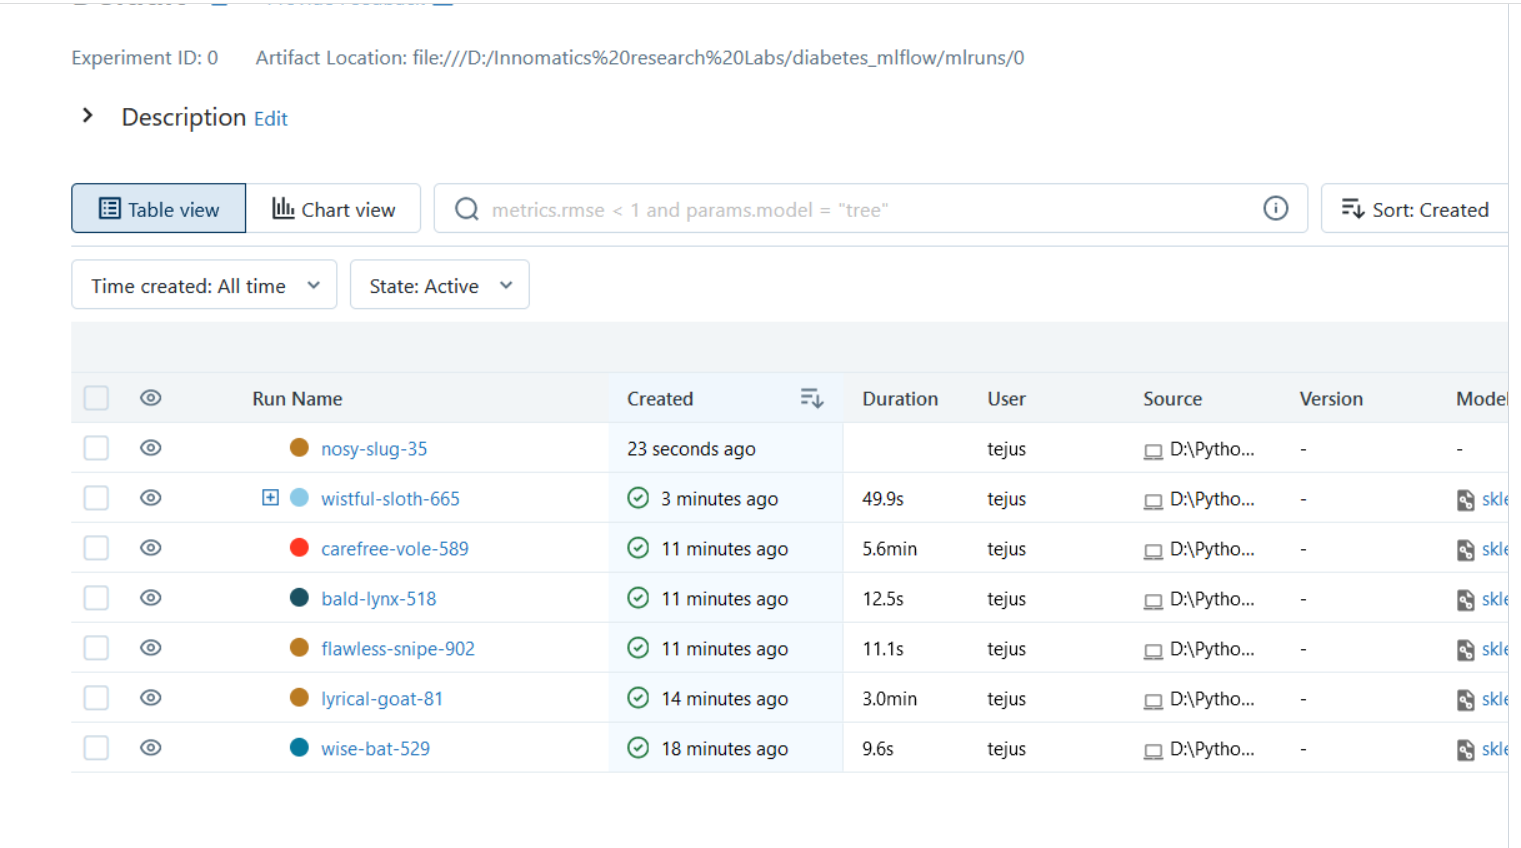 Experiment ID: 0 Artifact Location: file:///D:/Innomatics%20research%20Labs/diabetes_mlflow/mlruns/0
Description Edit
Table view Chart view metrics.rmse < 1 and params.model = "tree" Sort: Created
Time created: All time State: Active
Run Name Created Duration User Source Version Model
nosy-slug-35 23 seconds ago tejus D:\Pytho... - -
wistful-sloth-665 3 minutes ago 49.9s tejus D:\Pytho... - skle
carefree-vole-589 11 minutes ago 5.6min tejus D:\Pytho... - skle
bald-lynx-518 11 minutes ago 12.5s tejus D:\Pytho... - skle
flawless-snipe-902 11 minutes ago 11.1s tejus D:\Pytho... - skle
lyrical-goat-81 14 minutes ago 3.0min tejus D:\Pytho... - skle
wise-bat-529 18 minutes ago 9.6s tejus D:\Pytho... - skle